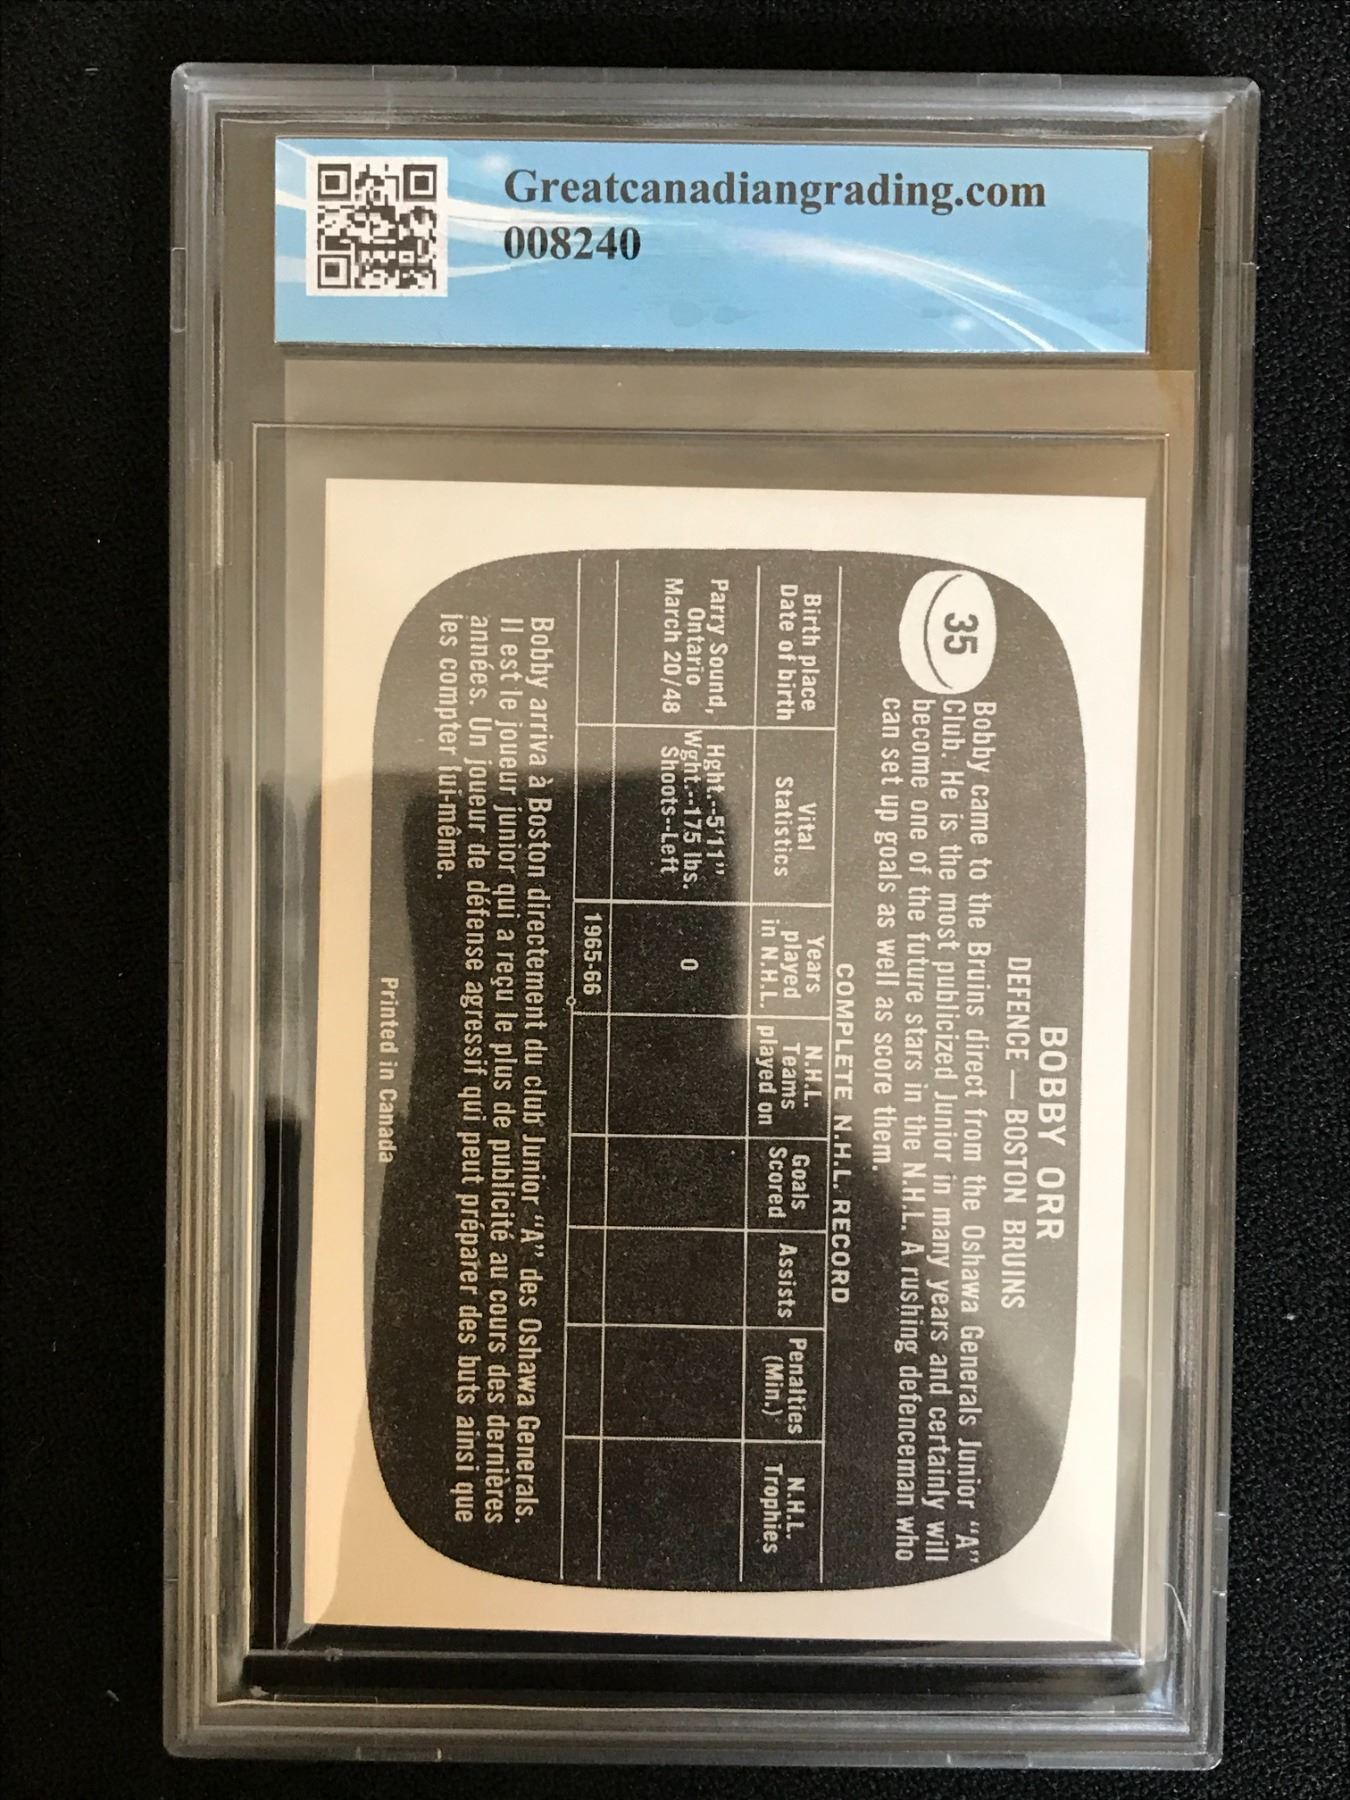 Greatcanadiangrading.com
008240
BOBBY ORR
DEFENCE — BOSTON BRUINS
35
Bobby came to the Bruins direct from the Oshawa Generals Junior "A"
Club. He is the most publicized Junior in many years and certainly will
become one of the future stars in the N.H.L. A rushing defenceman who
can set up goals as well as score them.
COMPLETE N.H.L. RECORD
Birth place
Date of birth
Vital
Statistics
Years
played
in N.H.L.
N.H.L.
Teams
played on
Goals
Scored
Assists
Penalties
(Min.)
N.H.L.
Trophies
Parry Sound,
Ontario
March 20/48
Hght.--5'11"
Wght.--175 lbs.
Shoots--Left
0
1965-66
Bobby arriva à Boston directement du club Junior "A" des Oshawa Generals.
Il est le joueur junior qui a reçu le plus de publicité au cours des dernières
années. Un joueur de défense agressif qui peut préparer des buts ainsi que
les compter lui-même.
Printed in Canada